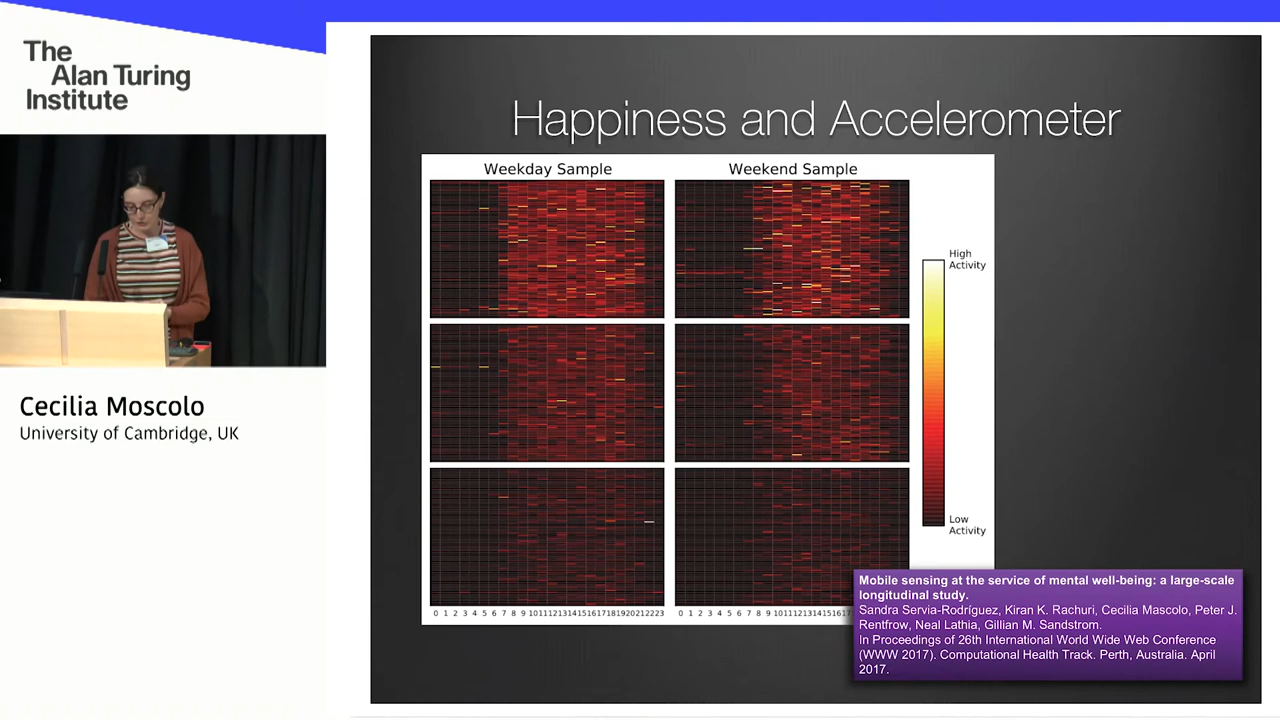 The
Alan Turing
Institute
Cecilia Moscolo
University of Cambridge, UK
Happiness and Accelerometer
Weekday Sample
Weekend Sample
High
Activity
Low
Activity
0 1 2 3 4 5 6 7 8 9 10 11 12 13 14 15 16 17 18 19 20 21 22 23
0 1 2 3 4 5 6 7 8 9 10 11 12 13 14 15 16 17
Mobile sensing at the service of mental well-being: a large-scale
longitudinal study.
Sandra Servia-Rodríguez, Kiran K. Rachuri, Cecilia Mascolo, Peter J.
Rentfrow, Neal Lathia, Gillian M. Sandstrom.
In Proceedings of 26th International World Wide Web Conference
(WWW 2017). Computational Health Track. Perth, Australia. April
2017.